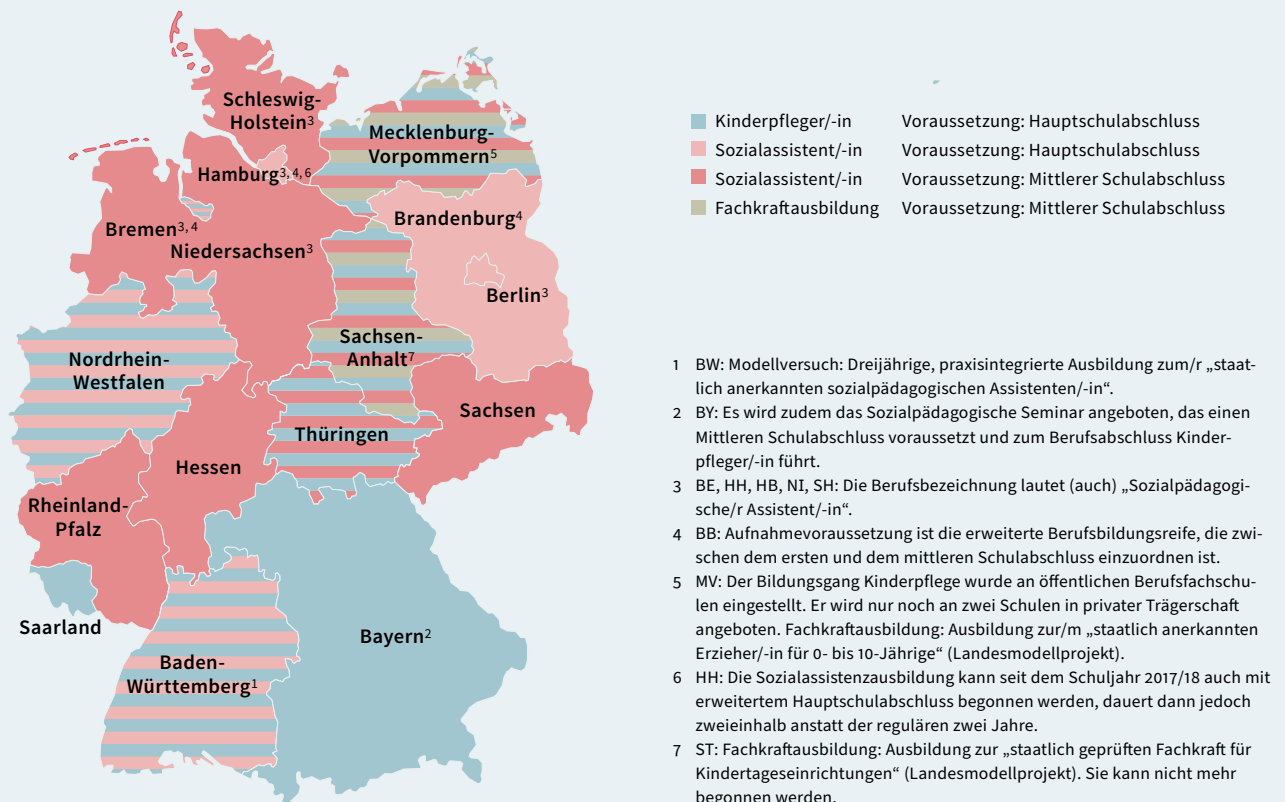 Schleswig-
Holstein3
Mecklenburg-
Vorpommern5
Hamburg3, 4, 6
Bremen3, 4
Niedersachsen3
Brandenburg4
Berlin3
Sachsen-
Anhalt7
Nordrhein-
Westfalen
Sachsen
Thüringen
Hessen
Rheinland-
Pfalz
Saarland
Bayern2
Baden-
Württemberg1
Kinderpfleger/-in Voraussetzung: Hauptschulabschluss
Sozialassistent/-in Voraussetzung: Hauptschulabschluss
Sozialassistent/-in Voraussetzung: Mittlerer Schulabschluss
Fachkraftausbildung Voraussetzung: Mittlerer Schulabschluss
1 BW: Modellversuch: Dreijährige, praxisintegrierte Ausbildung zum/r „staat-
lich anerkannten sozialpädagogischen Assistenten/-in“.
2 BY: Es wird zudem das Sozialpädagogische Seminar angeboten, das einen
Mittleren Schulabschluss voraussetzt und zum Berufsabschluss Kinder-
pfleger/-in führt.
3 BE, HH, HB, NI, SH: Die Berufsbezeichnung lautet (auch) „Sozialpädagogi-
sche/r Assistent/-in“.
4 BB: Aufnahmevoraussetzung ist die erweiterte Berufsbildungsreife, die zwi-
schen dem ersten und dem mittleren Schulabschluss einzuordnen ist.
5 MV: Der Bildungsgang Kinderpflege wurde an öffentlichen Berufsfachschu-
len eingestellt. Er wird nur noch an zwei Schulen in privater Trägerschaft
angeboten. Fachkraftausbildung: Ausbildung zur/m „staatlich anerkannten
Erzieher/-in für 0- bis 10-Jährige“ (Landesmodellprojekt).
6 HH: Die Sozialassistenzausbildung kann seit dem Schuljahr 2017/18 auch mit
erweitertem Hauptschulabschluss begonnen werden, dauert dann jedoch
zweieinhalb anstatt der regulären zwei Jahre.
7 ST: Fachkraftausbildung: Ausbildung zur „staatlich geprüften Fachkraft für
Kindertageseinrichtungen“ (Landesmodellprojekt). Sie kann nicht mehr
begonnen werden.